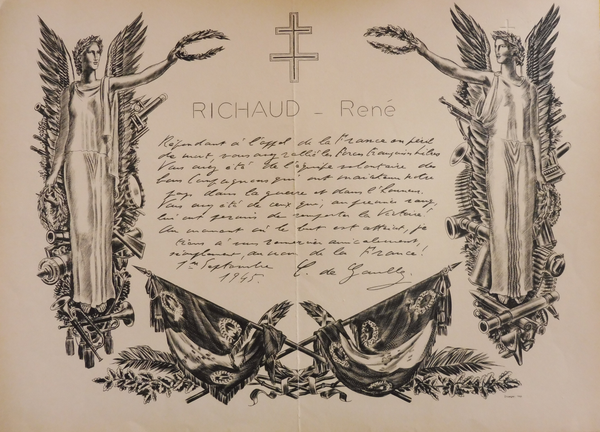 RICHAUD - René
Répondant à l'appel de la France en péril
de mort, vous avez rallié les Forces françaises libres
Vous avez été de l'équipe volontaire des
bons compagnons qui ont maintenu notre
pays dans la guerre et dans l'honneur.
Vous avez été de ceux qui, au premier rang,
lui ont permis de remporter la Victoire!
Au moment où le but est atteint, je
tiens à vous remercier amicalement,
simplement, au nom de la France!
1er Septembre
1945. C. de Gaulle.